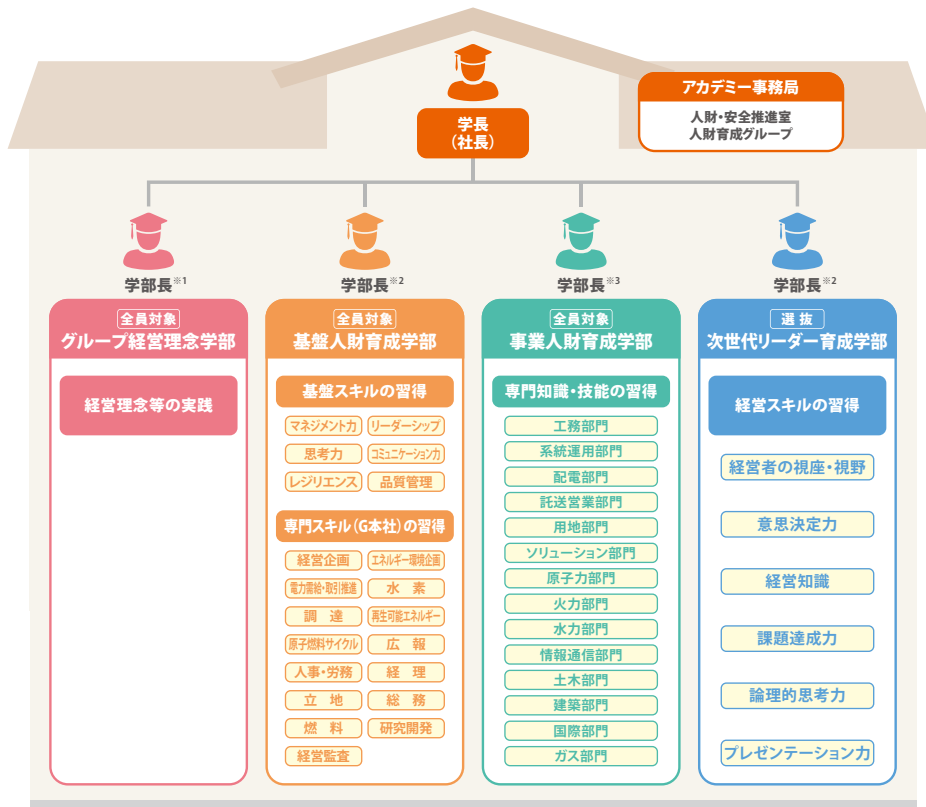 学長
(社長)
アカデミー事務局
人財・安全推進室
人財育成グループ
学部長※1
全員対象
グループ経営理念学部
経営理念等の実践
学部長※2
全員対象
基盤人財育成学部
基盤スキルの習得
マネジメント力 リーダーシップ
思考力 コミュニケーション力
レジリエンス 品質管理
専門スキル(G本社)の習得
経営企画 エネルギー環境企画
電力需給・取引推進 水素
調達 再生可能エネルギー
原子燃料サイクル 広報
人事・労務 経理
立地 総務
燃料 研究開発
経営監査
学部長※3
全員対象
事業人財育成学部
専門知識・技能の習得
工務部門
系統運用部門
配電部門
託送営業部門
用地部門
ソリューション部門
原子力部門
火力部門
水力部門
情報通信部門
土木部門
建築部門
国際部門
ガス部門
学部長※2
選抜
次世代リーダー育成学部
経営スキルの習得
経営者の視座・視野
意思決定力
経営知識
課題達成力
論理的思考力
プレゼンテーション力